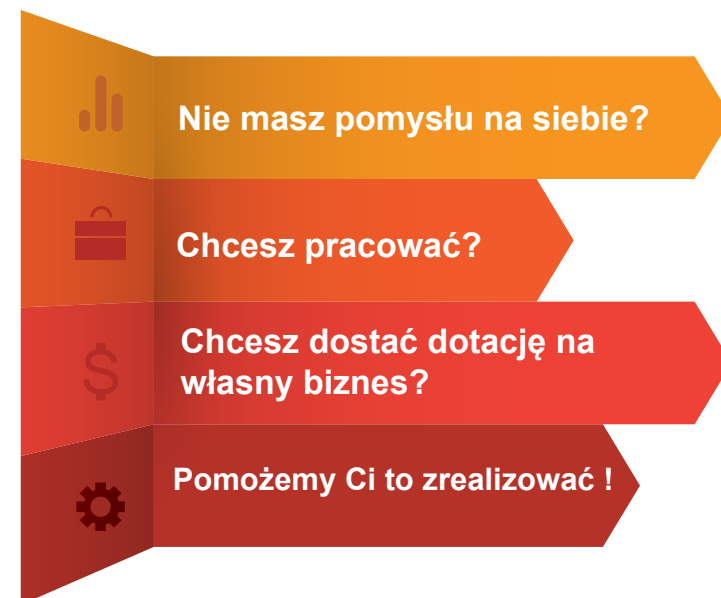 Nie masz pomysłu na siebie?
Chcesz pracować?
Chcesz dostać dotację na
własny biznes?
Pomożemy Ci to zrealizować !